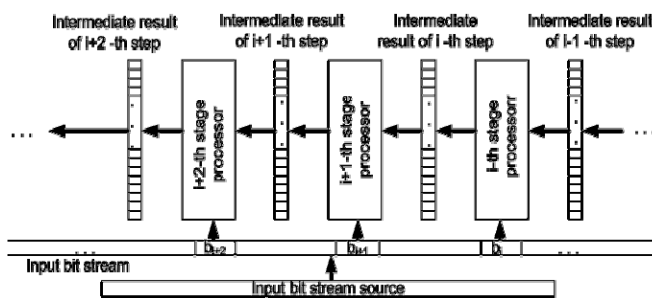 Intermediate result of i+2 -th step
Intermediate result of i+1 -th step
Intermediate result of i -th step
Intermediate result of i-1 -th step
...
i+2-th stage processor
i+1-th stage processor
i-th stage processorr
...
... bi+2 bi+1 bi ...
Input bit stream
Input bit stream source